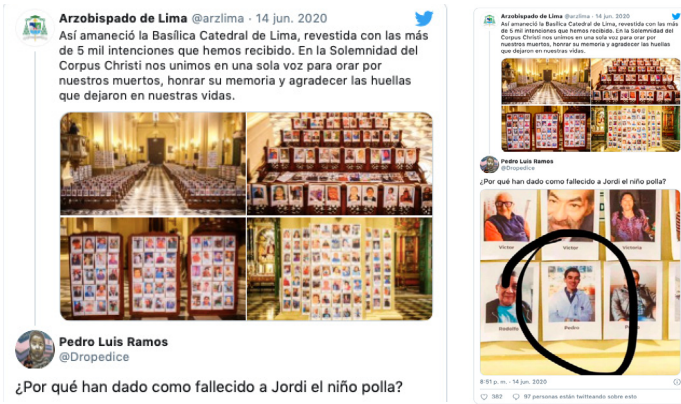 Arzobispado de Lima @arzlima · 14 jun. 2020
Así amaneció la Basílica Catedral de Lima, revestida con las más
de 5 mil intenciones que hemos recibido. En la Solemnidad del
Corpus Christi nos unimos en una sola voz para orar por
nuestros muertos, honrar su memoria y agradecer las huellas
que dejaron en nuestras vidas.
Pedro Luis Ramos
@Dropedice
¿Por qué han dado como fallecido a Jordi el niño polla?
Arzobispado de Lima @arzlima · 14 jun. 2020
Así amaneció la Basílica Catedral de Lima, revestida con las más
de 5 mil intenciones que hemos recibido. En la Solemnidad del
Corpus Christi nos unimos en una sola voz para orar por
nuestros muertos, honrar su memoria y agradecer las huellas
que dejaron en nuestras vidas.
Pedro Luis Ramos
@Dropedice
¿Por qué han dado como fallecido a Jordi el niño polla?
Víctor Víctor Victoria
Rodolfo Pedro
8:51 p. m. · 14 jun. 2020
382 97 personas están twitteando sobre esto